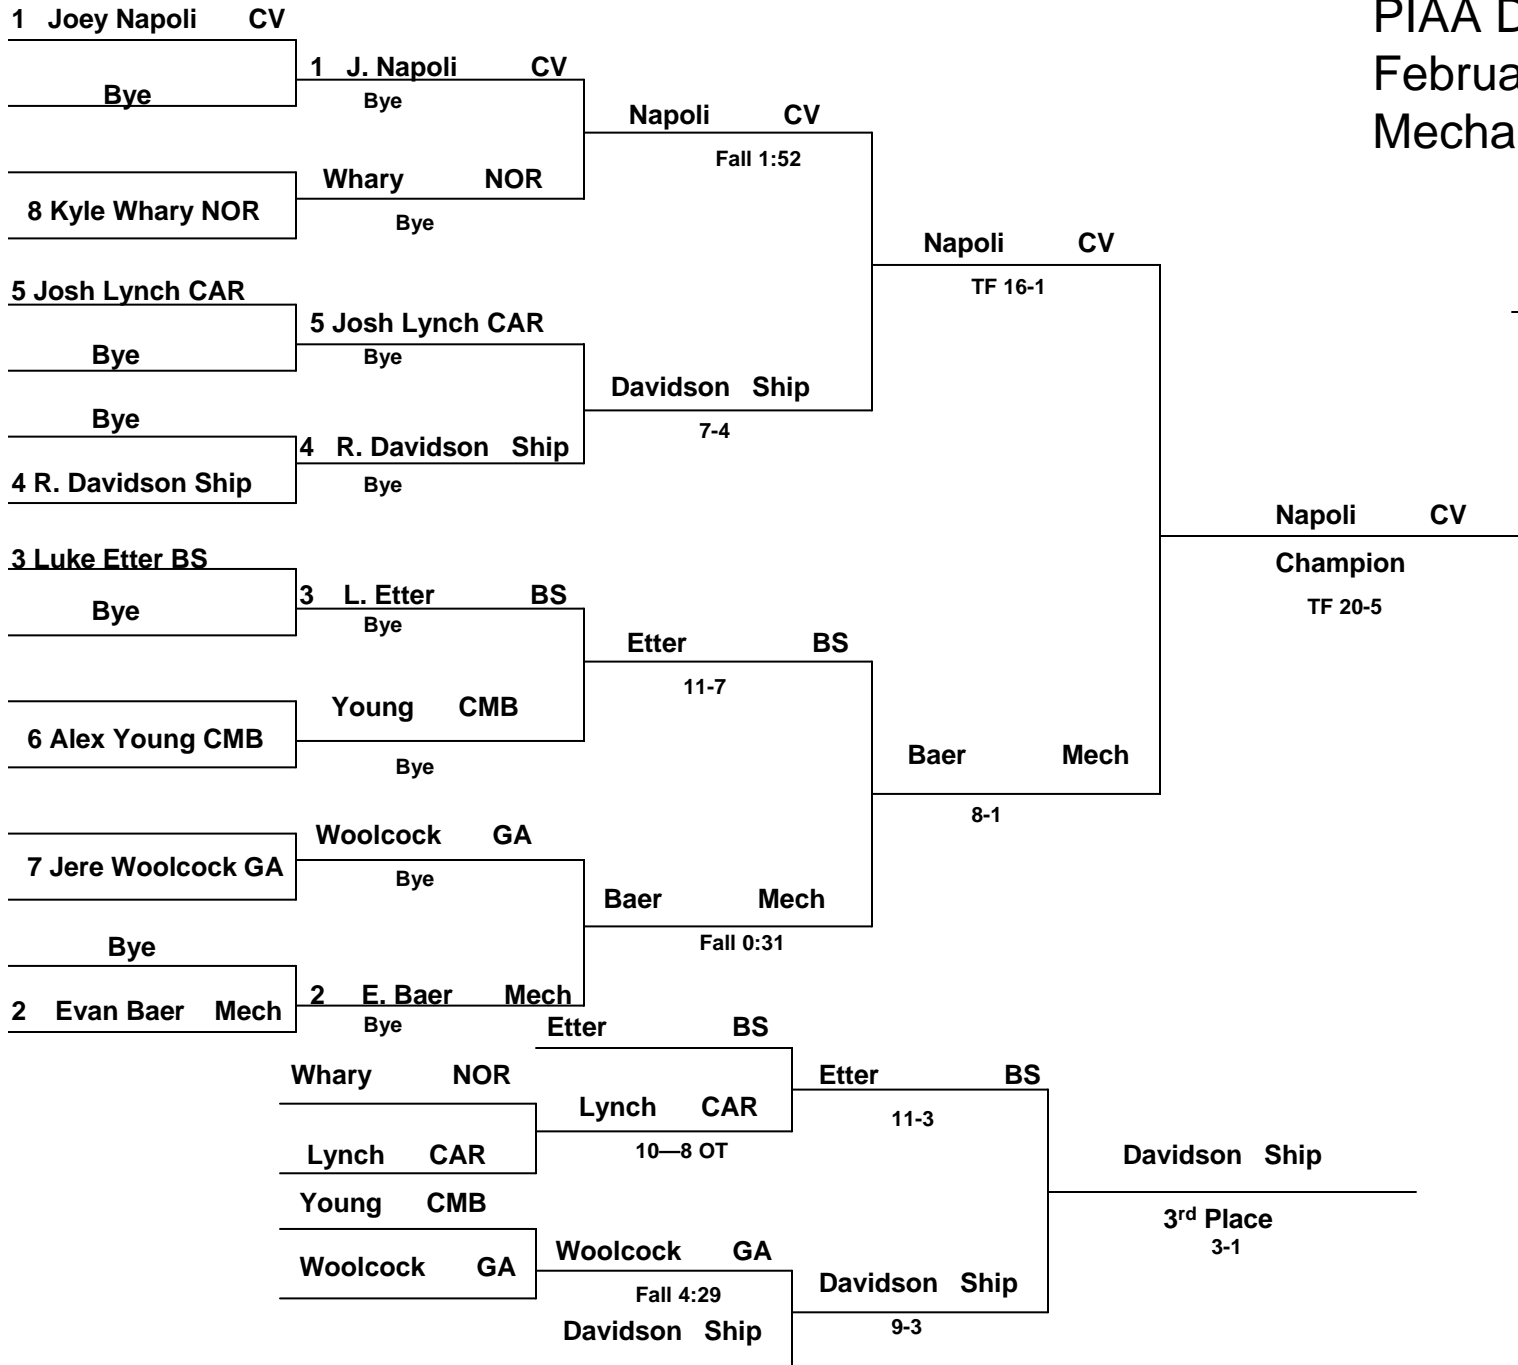 1 Joey Napoli CV
Bye
8 Kyle Whary NOR
5 Josh Lynch CAR
Bye
Bye
4 R. Davidson Ship
3 Luke Etter BS
Bye
6 Alex Young CMB
7 Jere Woolcock GA
Bye
2 Evan Baer Mech
1 J. Napoli CV
Bye
Whary NOR
Bye
5 Josh Lynch CAR
Bye
4 R. Davidson Ship
Bye
3 L. Etter BS
Bye
Young CMB
Bye
Woolcock GA
Bye
2 E. Baer Mech
Bye
Napoli CV
Fall 1:52
Davidson Ship
7-4
Etter BS
11-7
Baer Mech
Fall 0:31
Napoli CV
TF 16-1
Baer Mech
8-1
Napoli CV
Champion
TF 20-5
PIAA D
Februa
Mecha
Whary NOR
Lynch CAR
Young CMB
Woolcock GA
Etter BS
Lynch CAR
10—8 OT
Woolcock GA
Fall 4:29
Davidson Ship
Etter BS
11-3
Davidson Ship
9-3
Davidson Ship
3rd Place
3-1